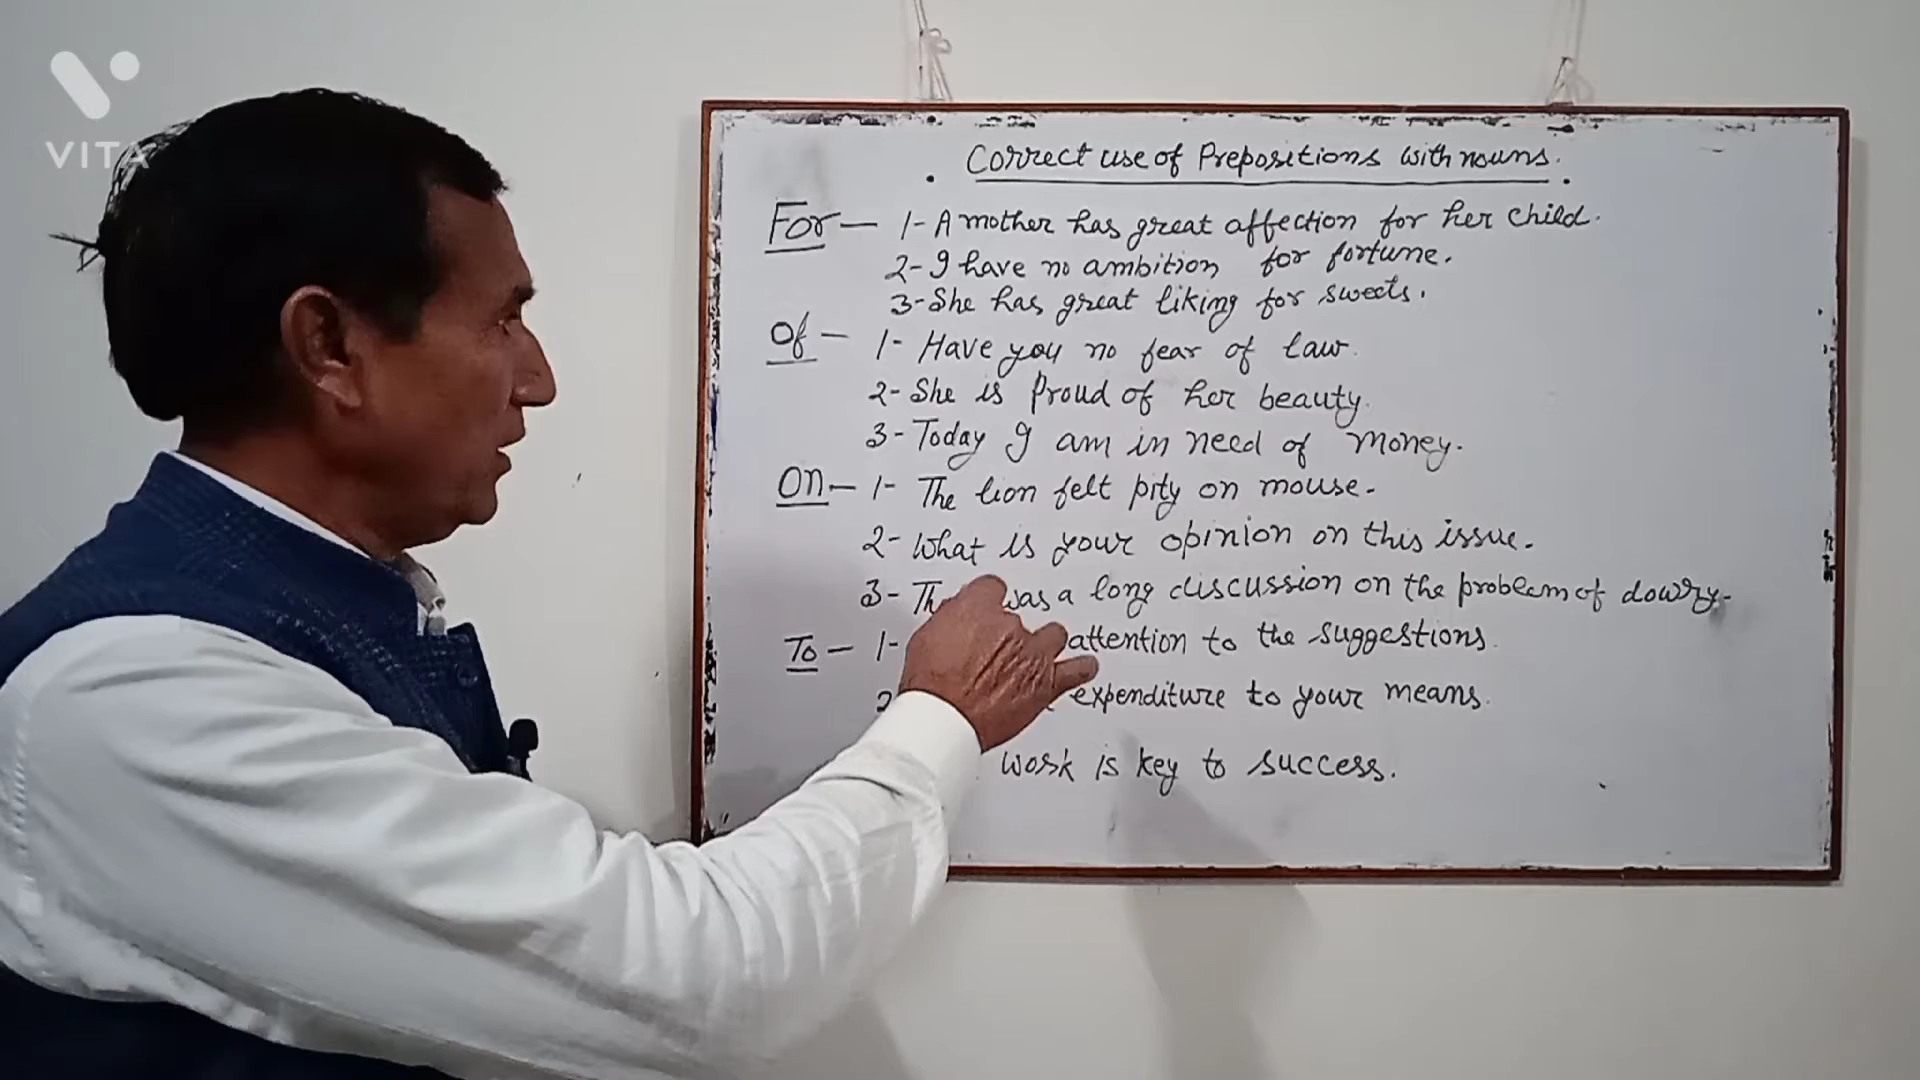 VITA
Correct use of Prepositions with nouns.
For - 1- A mother has great affection for her child.
2- I have no ambition for fortune.
3- She has great liking for sweets.
Of - 1- Have you no fear of law.
2- She is Proud of her beauty.
3- Today I am in need of money.
On - 1- The lion felt pity on mouse.
2- What is your opinion on this issue.
3- was a long discussion on the problem of dowry.
To - 1- attention to the suggestions.
2 expenditure to your means.
work is key to success.